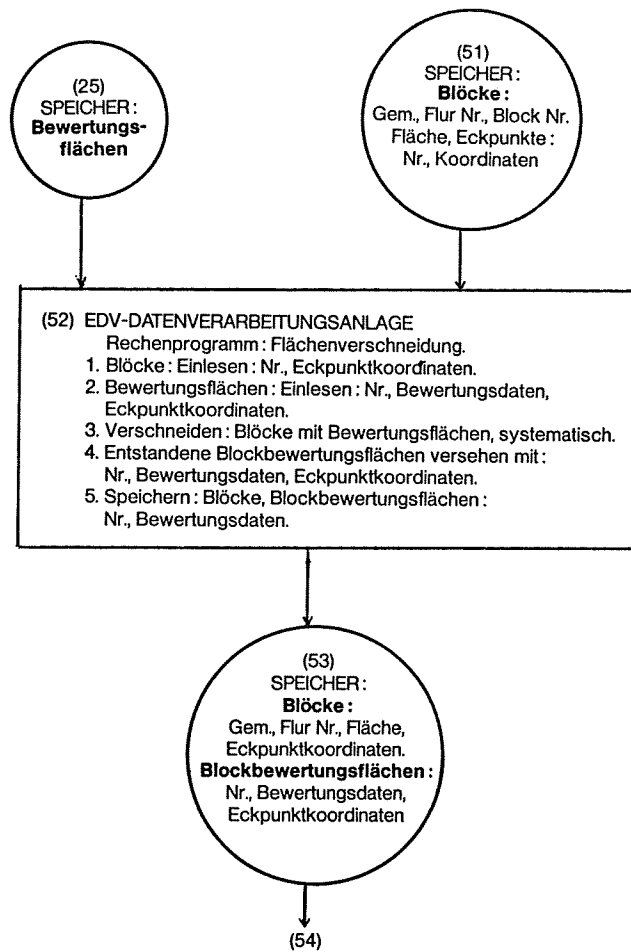 (25)
SPEICHER:
Bewertungs-
flächen
(51)
SPEICHER:
Blöcke:
Gem., Flur Nr., Block Nr.
Fläche, Eckpunkte:
Nr., Koordinaten
(52) EDV-DATENVERARBEITUNGSANLAGE
Rechenprogramm: Flächenverschneidung.
1. Blöcke: Einlesen: Nr., Eckpunktkoordinaten.
2. Bewertungsflächen: Einlesen: Nr., Bewertungsdaten,
Eckpunktkoordinaten.
3. Verschneiden: Blöcke mit Bewertungsflächen, systematisch.
4. Entstandene Blockbewertungsflächen versehen mit:
Nr., Bewertungsdaten, Eckpunktkoordinaten.
5. Speichern: Blöcke, Blockbewertungsflächen:
Nr., Bewertungsdaten.
(53)
SPEICHER:
Blöcke:
Gem., Flur Nr., Fläche,
Eckpunktkoordinaten.
Blockbewertungsflächen:
Nr., Bewertungsdaten,
Eckpunktkoordinaten
(54)